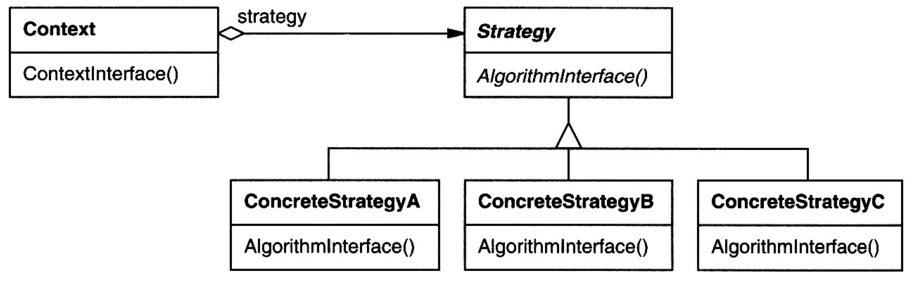 Context
ContextInterface()
strategy
Strategy
AlgorithmInterface()
ConcreteStrategyA
AlgorithmInterface()
ConcreteStrategyB
AlgorithmInterface()
ConcreteStrategyC
AlgorithmInterface()